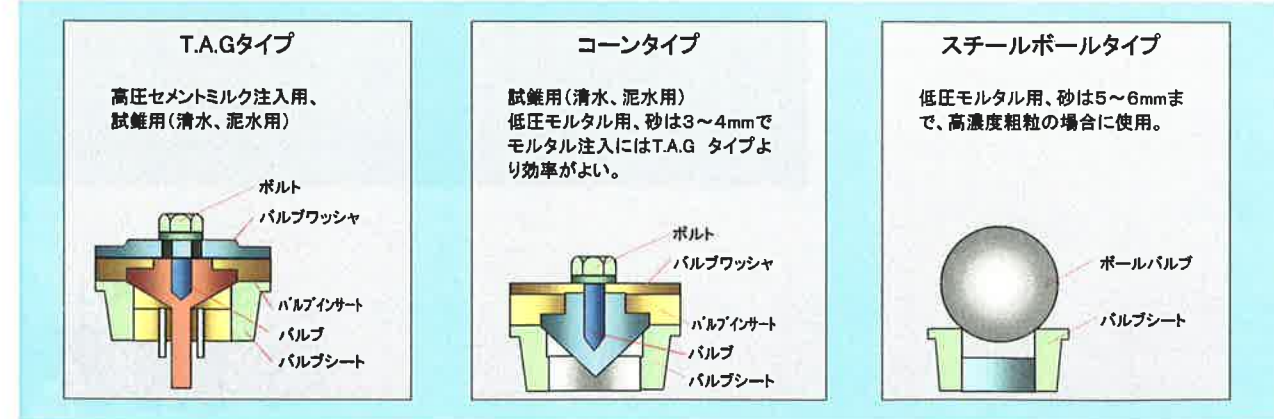 T.A.Gタイプ
高圧セメントミルク注入用、
試錐用(清水、泥水用)
ボルト
バルブワッシャ
バルブインサート
バルブ
バルブシート
コーンタイプ
試錐用(清水、泥水用)
低圧モルタル用、砂は3～4mmで
モルタル注入にはT.A.G タイプよ
り効率がよい。
ボルト
バルブワッシャ
バルブインサート
バルブ
バルブシート
スチールボールタイプ
低圧モルタル用、砂は5～6mmま
で、高濃度粗粒の場合に使用。
ボールバルブ
バルブシート